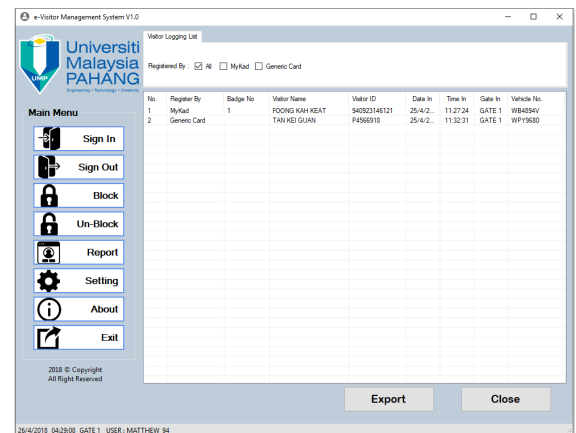 e-Visitor Management System V1.0
Universiti
Malaysia
PAHANG
Engineering • Technology • Creativity
UMP
Main Menu
Sign In
Sign Out
Block
Un-Block
Report
Setting
About
Exit
2018 © Copyright
All Right Reserved
Visitor Logging List
Registered By : All MyKad Generic Card
No. Register By Badge No Visitor Name Visitor ID Date In Time In Gate In Vehicle No.
1 MyKad 1 FOONG KAH KEAT 940923146121 25/4/2... 11:27:24 GATE 1 WB4894V
2 Generic Card TAN KEI GUAN P4566918 25/4/2... 11:32:31 GATE 1 WPY9680
Export Close
26/4/2018 04:29:08 GATE 1 USER : MATTHEW 94